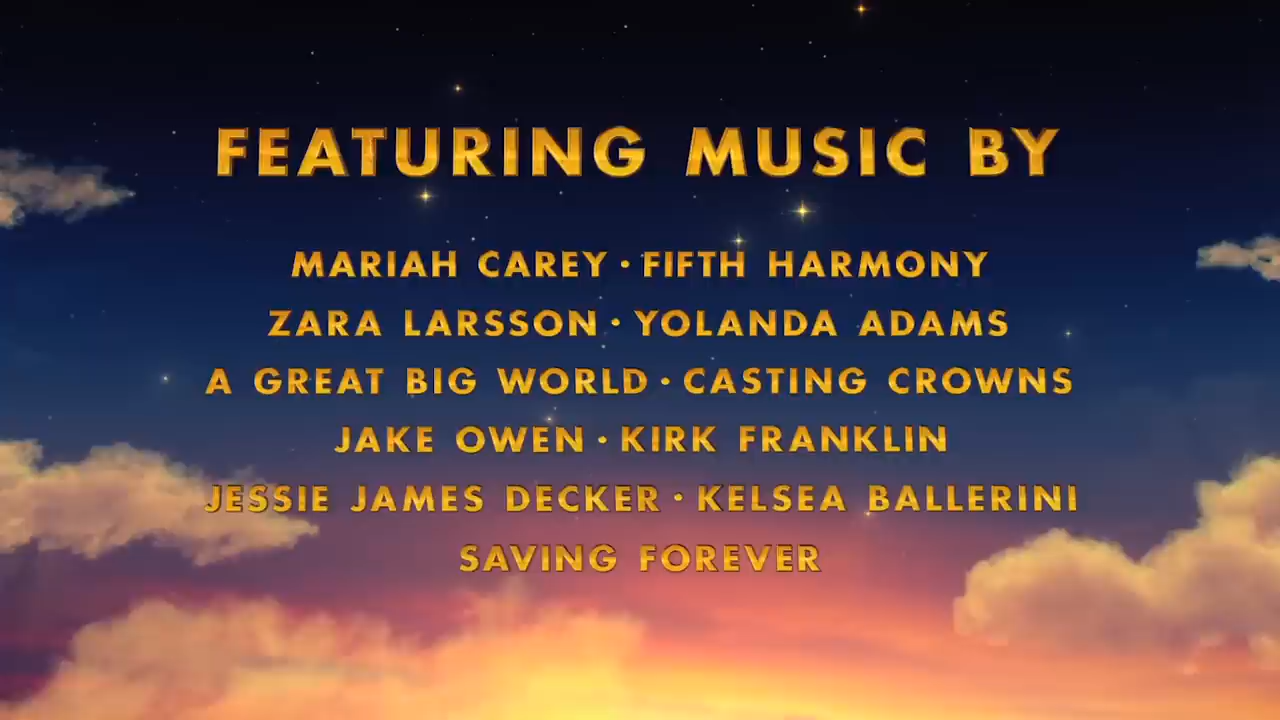 FEATURING MUSIC BY
MARIAH CAREY · FIFTH HARMONY
ZARA LARSSON · YOLANDA ADAMS
A GREAT BIG WORLD · CASTING CROWNS
JAKE OWEN · KIRK FRANKLIN
JESSIE JAMES DECKER · KELSEA BALLERINI
SAVING FOREVER